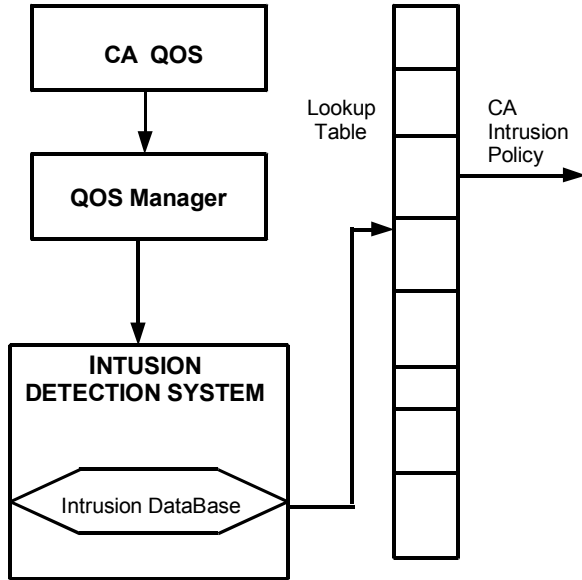 CA QOS
QOS Manager
INTUSION
DETECTION SYSTEM
Intrusion DataBase
Lookup
Table
CA
Intrusion
Policy